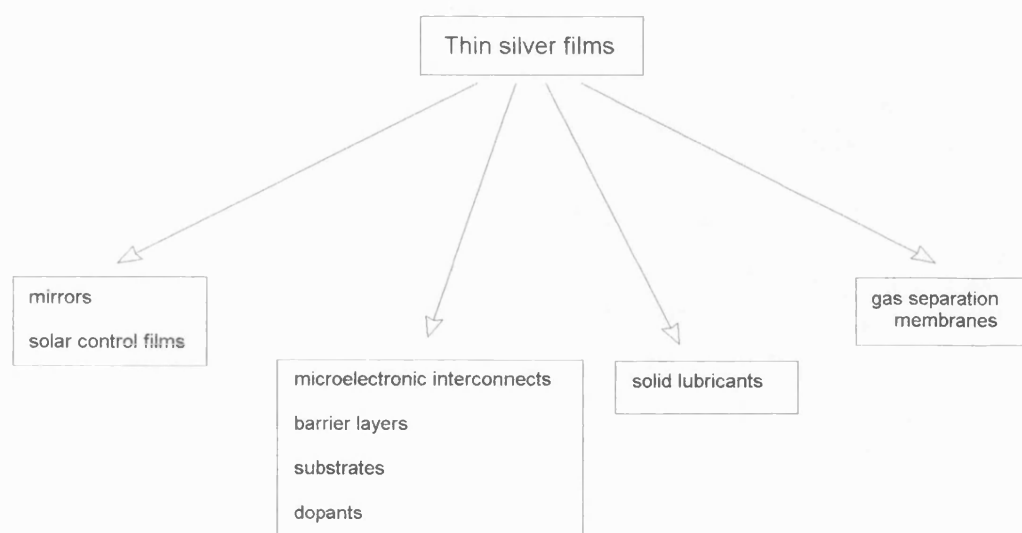 Thin silver films
mirrors
solar control films
microelectronic interconnects
barrier layers
substrates
dopants
solid lubricants
gas separation
membranes